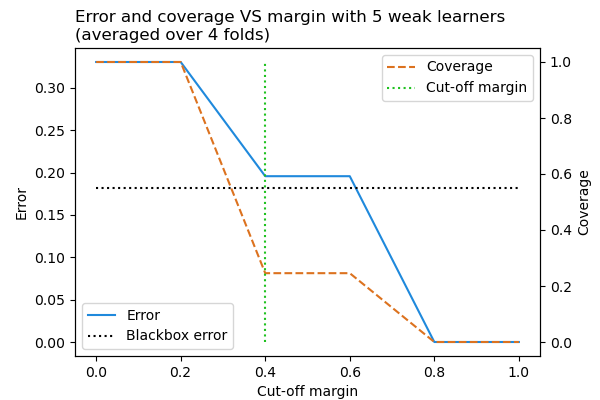 Error and coverage VS margin with 5 weak learners
(averaged over 4 folds)
Coverage
Cut-off margin
Error
Blackbox error
Error
0.30
0.25
0.20
0.15
0.10
0.05
0.00
1.0
0.8
0.6
0.4
0.2
0.0
Coverage
0.0 0.2 0.4 0.6 0.8 1.0
Cut-off margin